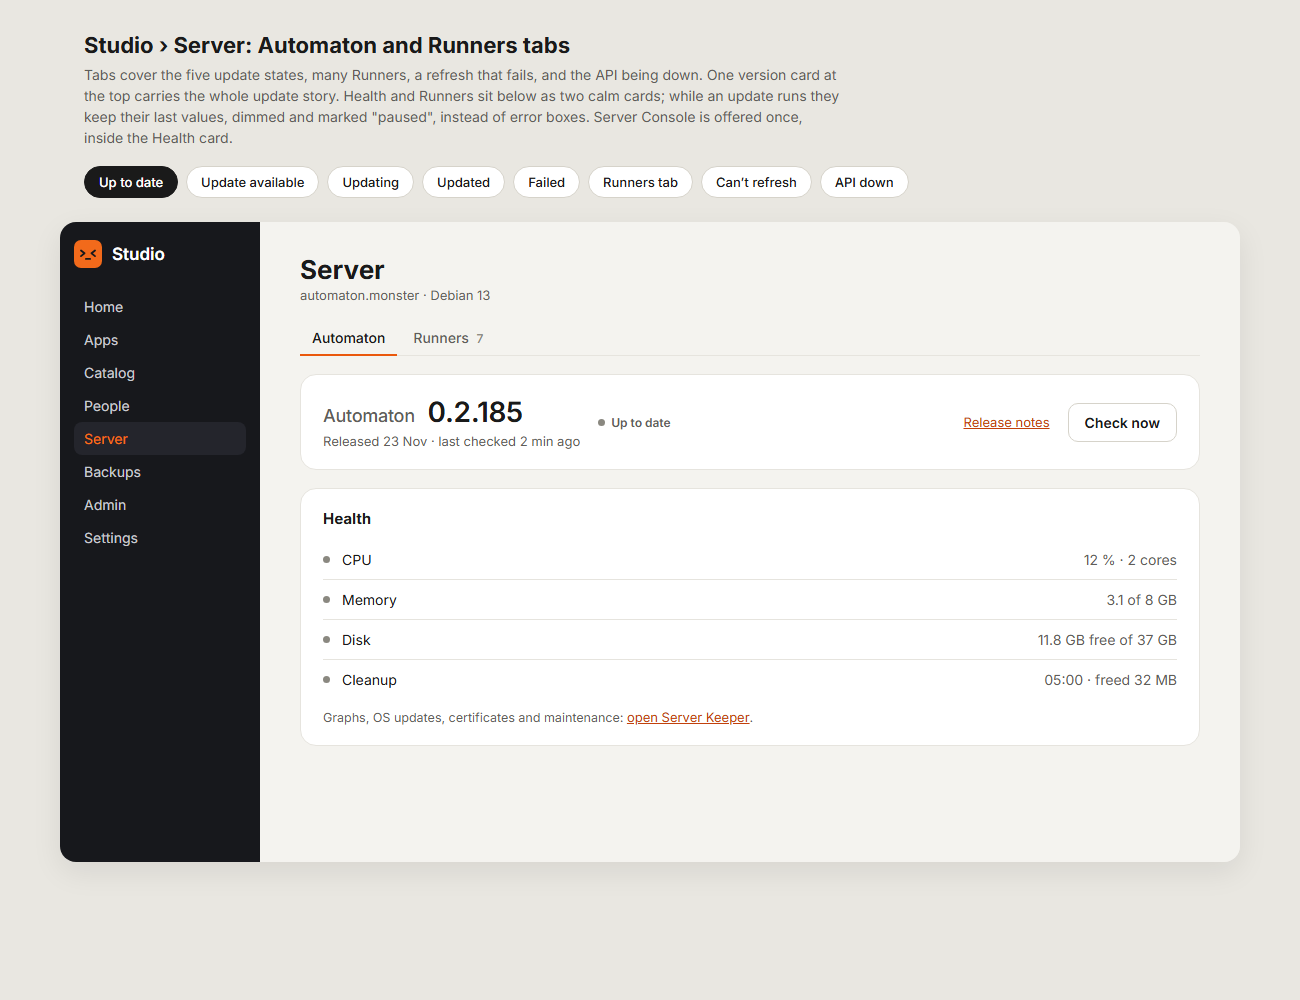 Studio › Server: Automaton and Runners tabs
Tabs cover the five update states, many Runners, a refresh that fails, and the API being down. One version card at
the top carries the whole update story. Health and Runners sit below as two calm cards; while an update runs they
keep their last values, dimmed and marked "paused", instead of error boxes. Server Console is offered once,
inside the Health card.
Up to date
Update available
Updating
Updated
Failed
Runners tab
Can't refresh
API down
Studio
Home
Apps
Catalog
People
Server
Backups
Admin
Settings
Server
automaton.monster · Debian 13
Automaton
Runners 7
Automaton 0.2.185
Released 23 Nov · last checked 2 min ago
Up to date
Release notes
Check now
Health
CPU 12 % · 2 cores
Memory 3.1 of 8 GB
Disk 11.8 GB free of 37 GB
Cleanup 05:00 · freed 32 MB
Graphs, OS updates, certificates and maintenance: open Server Keeper.